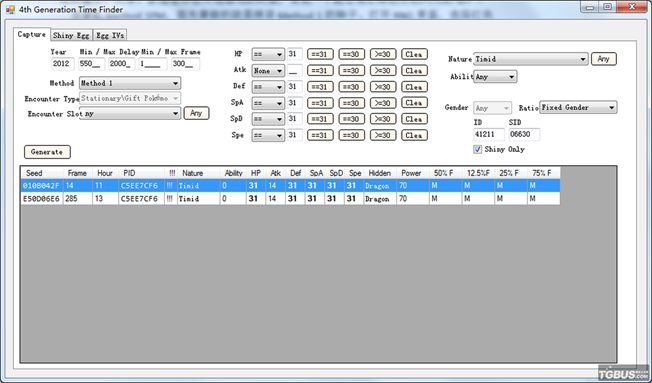 4th Generation Time Finder
Capture Shiny Egg Egg IVs
Year Min / Max Delay Min / Max Frame
2012 550__ 2000_ 1____ 300__
Method Method 1
Encounter Type Stationary\Gift Pokémo
Encounter Slot ny Any
Generate
HP == 31 ==31 ==30 >=30 Clea
Atk None __ ==31 ==30 >=30 Clea
Def == 31 ==31 ==30 >=30 Clea
SpA == 31 ==31 ==30 >=30 Clea
SpD == 31 ==31 ==30 >=30 Clea
Spe == 31 ==31 ==30 >=30 Clea
Nature Timid Any
Abilit Any
Gender Any Ratio Fixed Gender
ID SID
41211 06630
Shiny Only
Seed Frame Hour PID !!! Nature Ability HP Atk Def SpA SpD Spe Hidden Power 50% F 12.5%F 25% F 75% F
010B042F 14 11 C5EE7CF6 !!! Timid 0 31 14 31 31 31 31 Dragon 70 M M M M
E50D06E6 285 13 C5EE7CF6 !!! Timid 0 31 14 31 31 31 31 Dragon 70 M M M M
TGBUS.COM